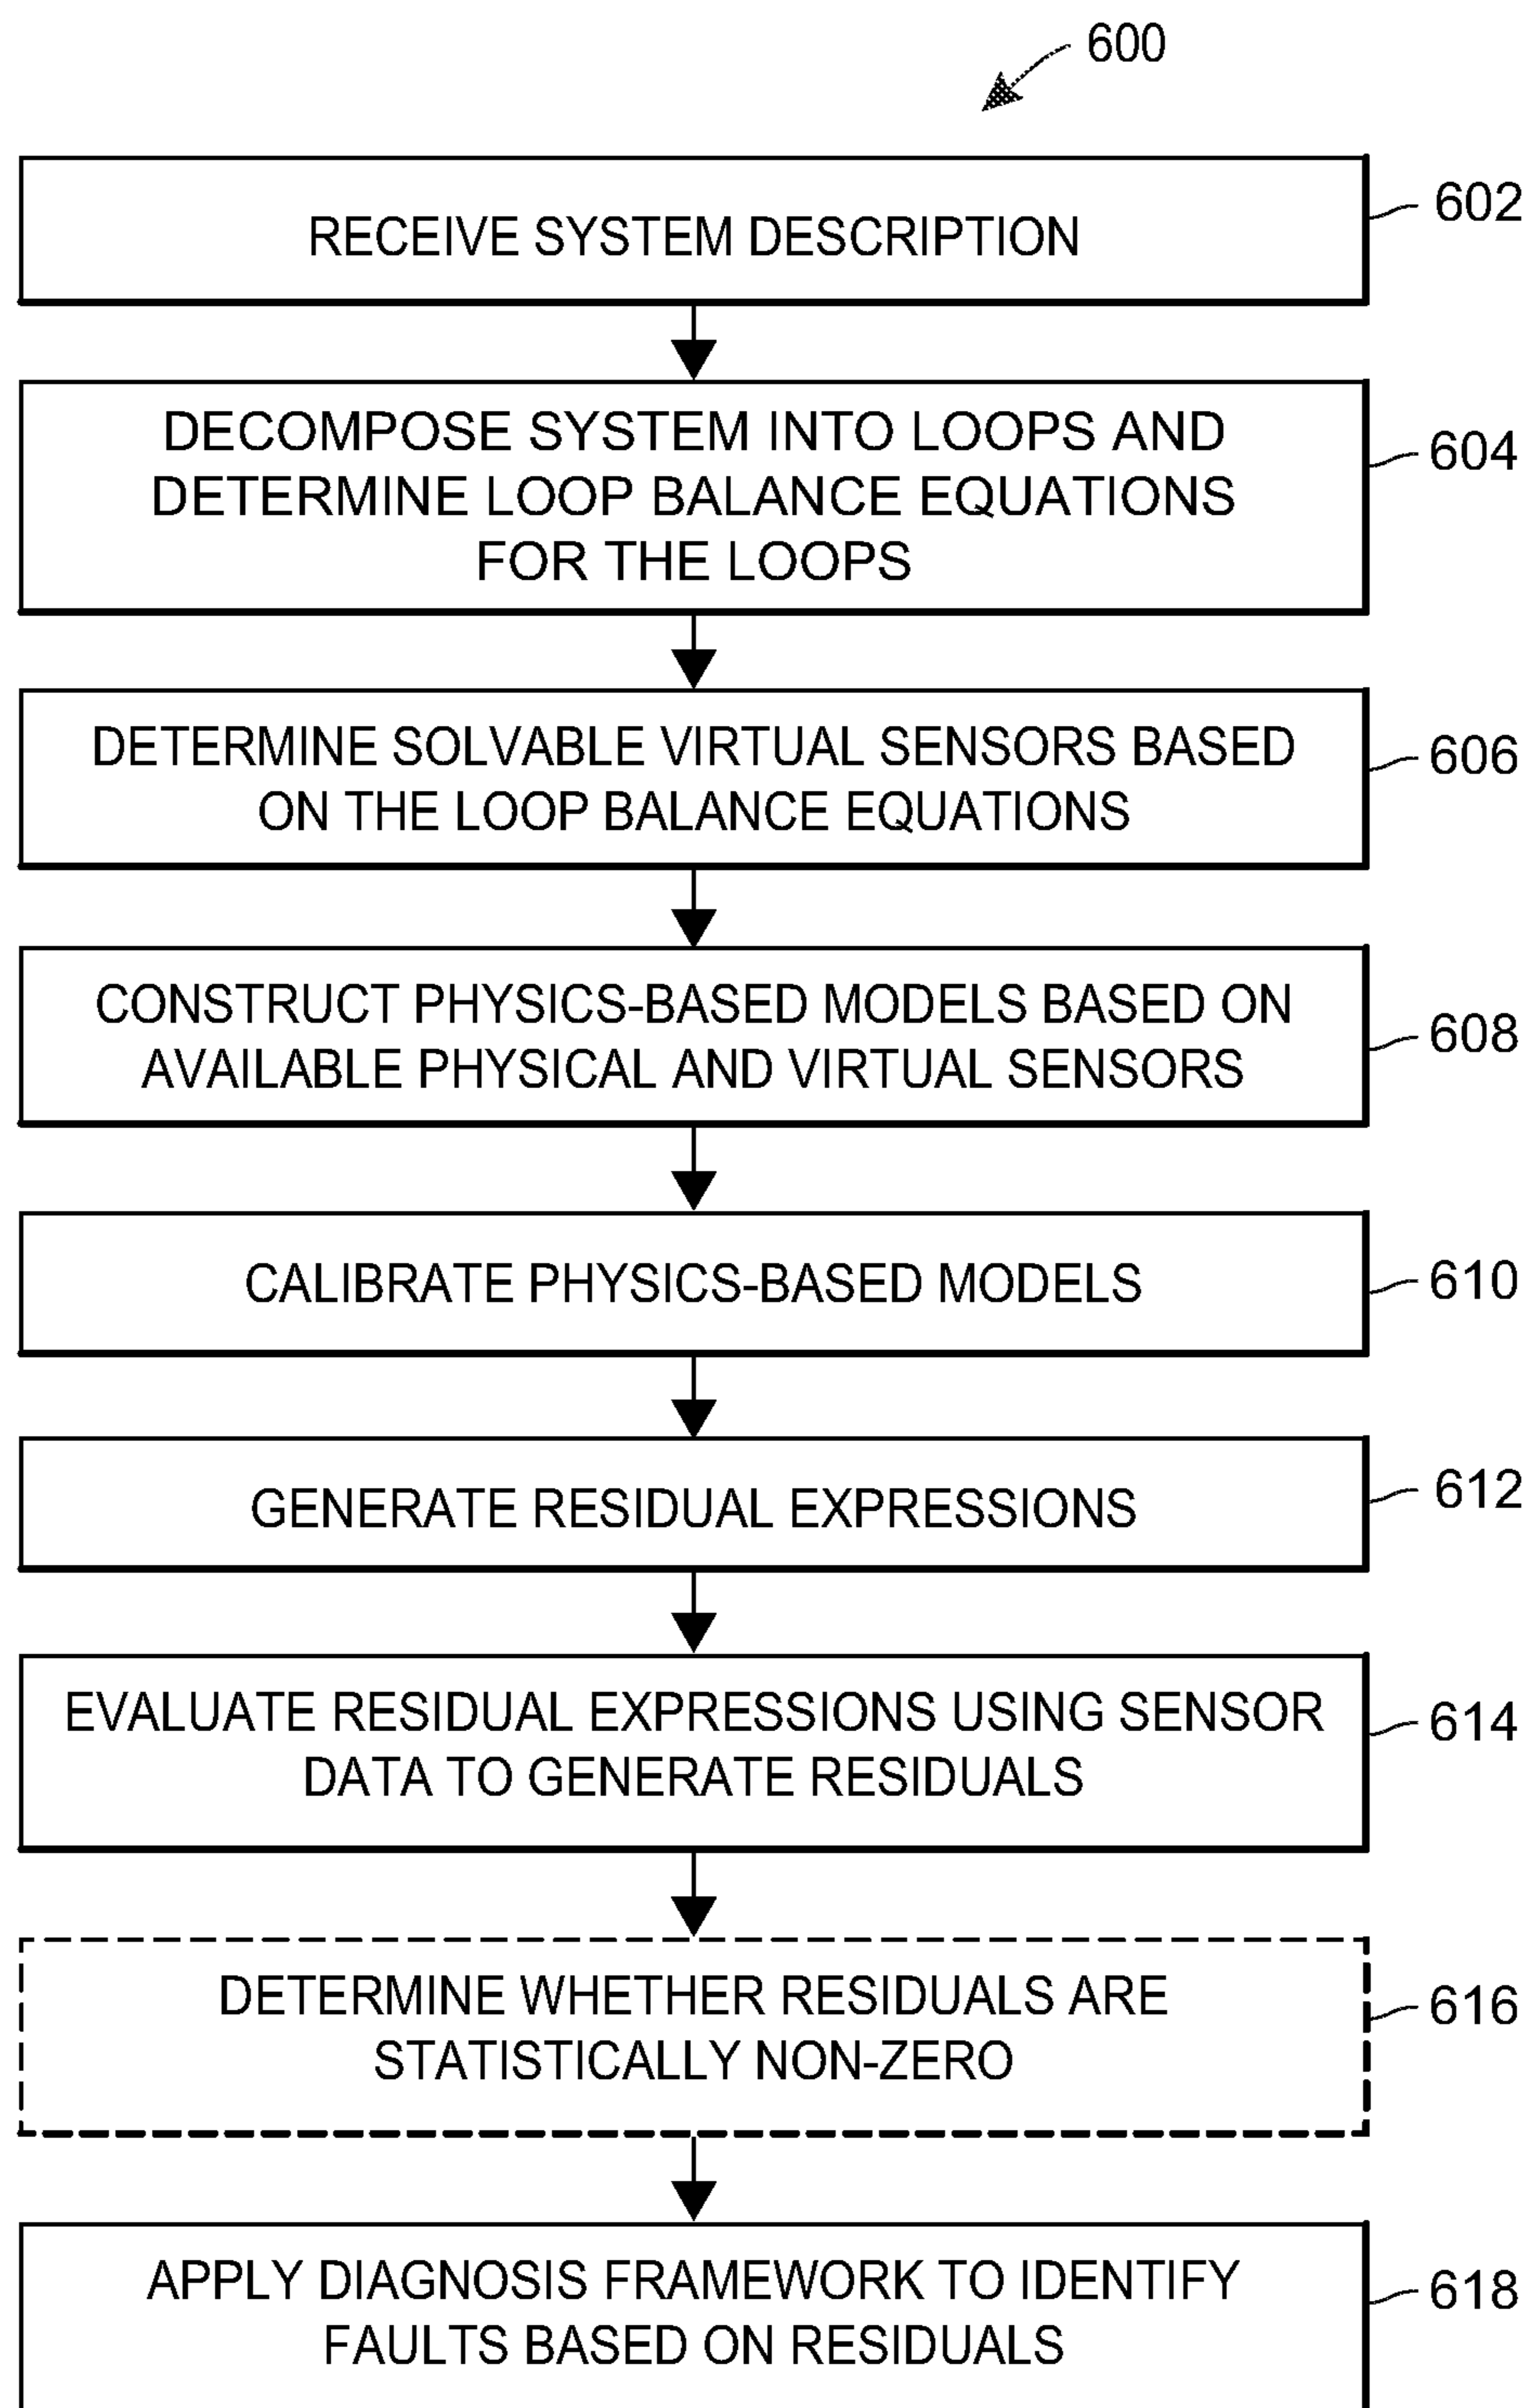 600
RECEIVE SYSTEM DESCRIPTION
602
DECOMPOSE SYSTEM INTO LOOPS AND
DETERMINE LOOP BALANCE EQUATIONS
FOR THE LOOPS
604
DETERMINE SOLVABLE VIRTUAL SENSORS BASED
ON THE LOOP BALANCE EQUATIONS
606
CONSTRUCT PHYSICS-BASED MODELS BASED ON
AVAILABLE PHYSICAL AND VIRTUAL SENSORS
608
CALIBRATE PHYSICS-BASED MODELS
610
GENERATE RESIDUAL EXPRESSIONS
612
EVALUATE RESIDUAL EXPRESSIONS USING SENSOR
DATA TO GENERATE RESIDUALS
614
DETERMINE WHETHER RESIDUALS ARE
STATISTICALLY NON-ZERO
616
APPLY DIAGNOSIS FRAMEWORK TO IDENTIFY
FAULTS BASED ON RESIDUALS
618